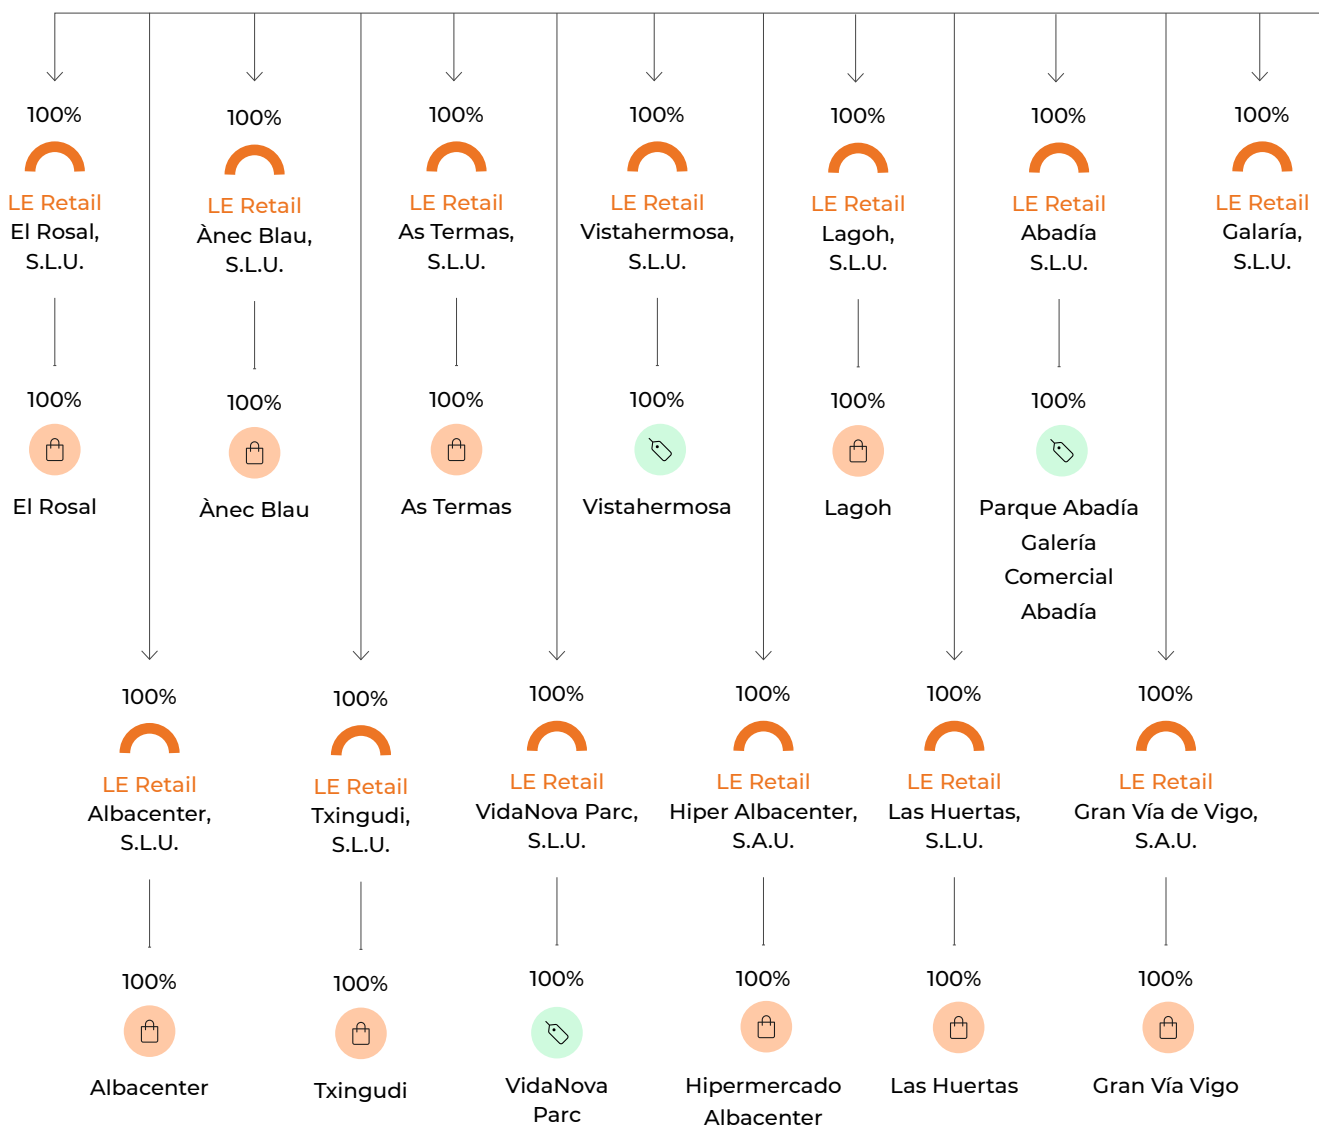 100%
LE Retail
El Rosal,
S.L.U.
100%
El Rosal
100%
LE Retail
Ànec Blau,
S.L.U.
100%
Ànec Blau
100%
LE Retail
As Termas,
S.L.U.
100%
As Termas
100%
LE Retail
Vistahermosa,
S.L.U.
100%
Vistahermosa
100%
LE Retail
Lagoh,
S.L.U.
100%
Lagoh
100%
LE Retail
Abadía
S.L.U.
100%
Parque Abadía
Galería
Comercial
Abadía
100%
LE Retail
Galaría,
S.L.U.
100%
LE Retail
Albacenter,
S.L.U.
100%
Albacenter
100%
LE Retail
Txingudi,
S.L.U.
100%
Txingudi
100%
LE Retail
VidaNova Parc,
S.L.U.
100%
VidaNova
Parc
100%
LE Retail
Hiper Albacenter,
S.A.U.
100%
Hipermercado
Albacenter
100%
LE Retail
Las Huertas,
S.L.U.
100%
Las Huertas
100%
LE Retail
Gran Vía de Vigo,
S.A.U.
100%
Gran Vía Vigo